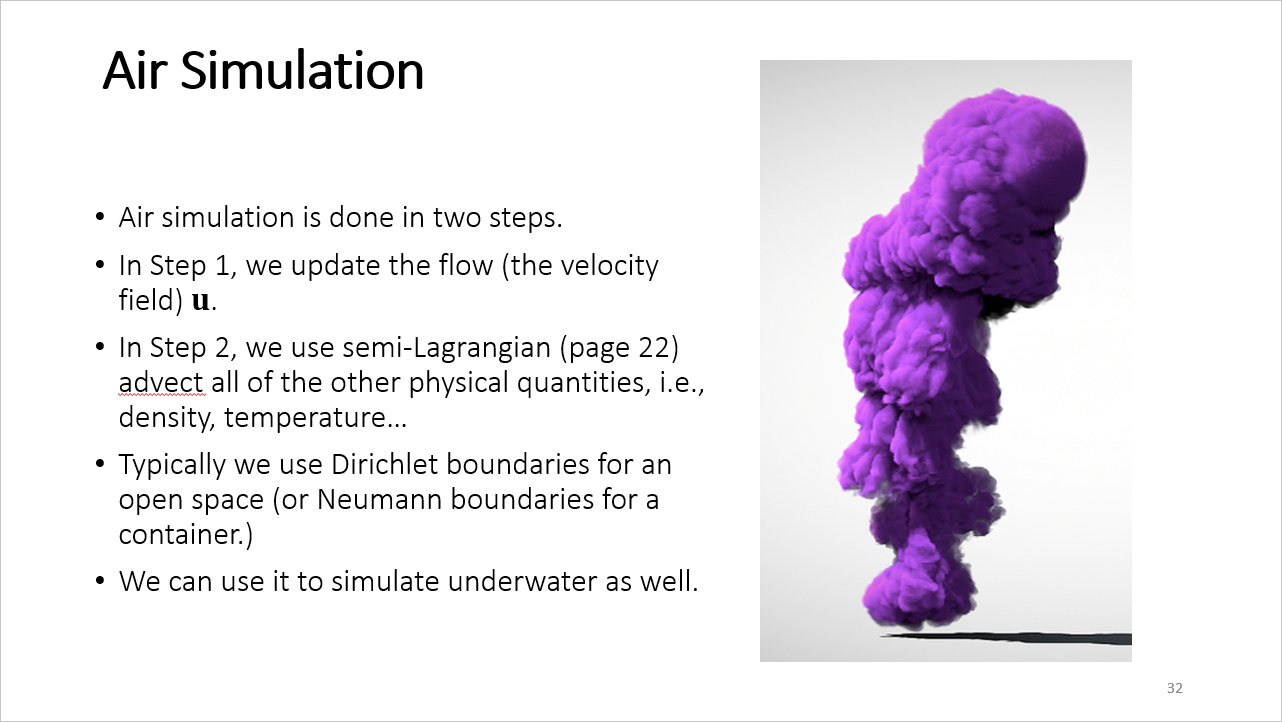 Air Simulation
• Air simulation is done in two steps.
• In Step 1, we update the flow (the velocity
field) u.
• In Step 2, we use semi-Lagrangian (page 22)
advect all of the other physical quantities, i.e.,
density, temperature…
• Typically we use Dirichlet boundaries for an
open space (or Neumann boundaries for a
container.)
• We can use it to simulate underwater as well.
32